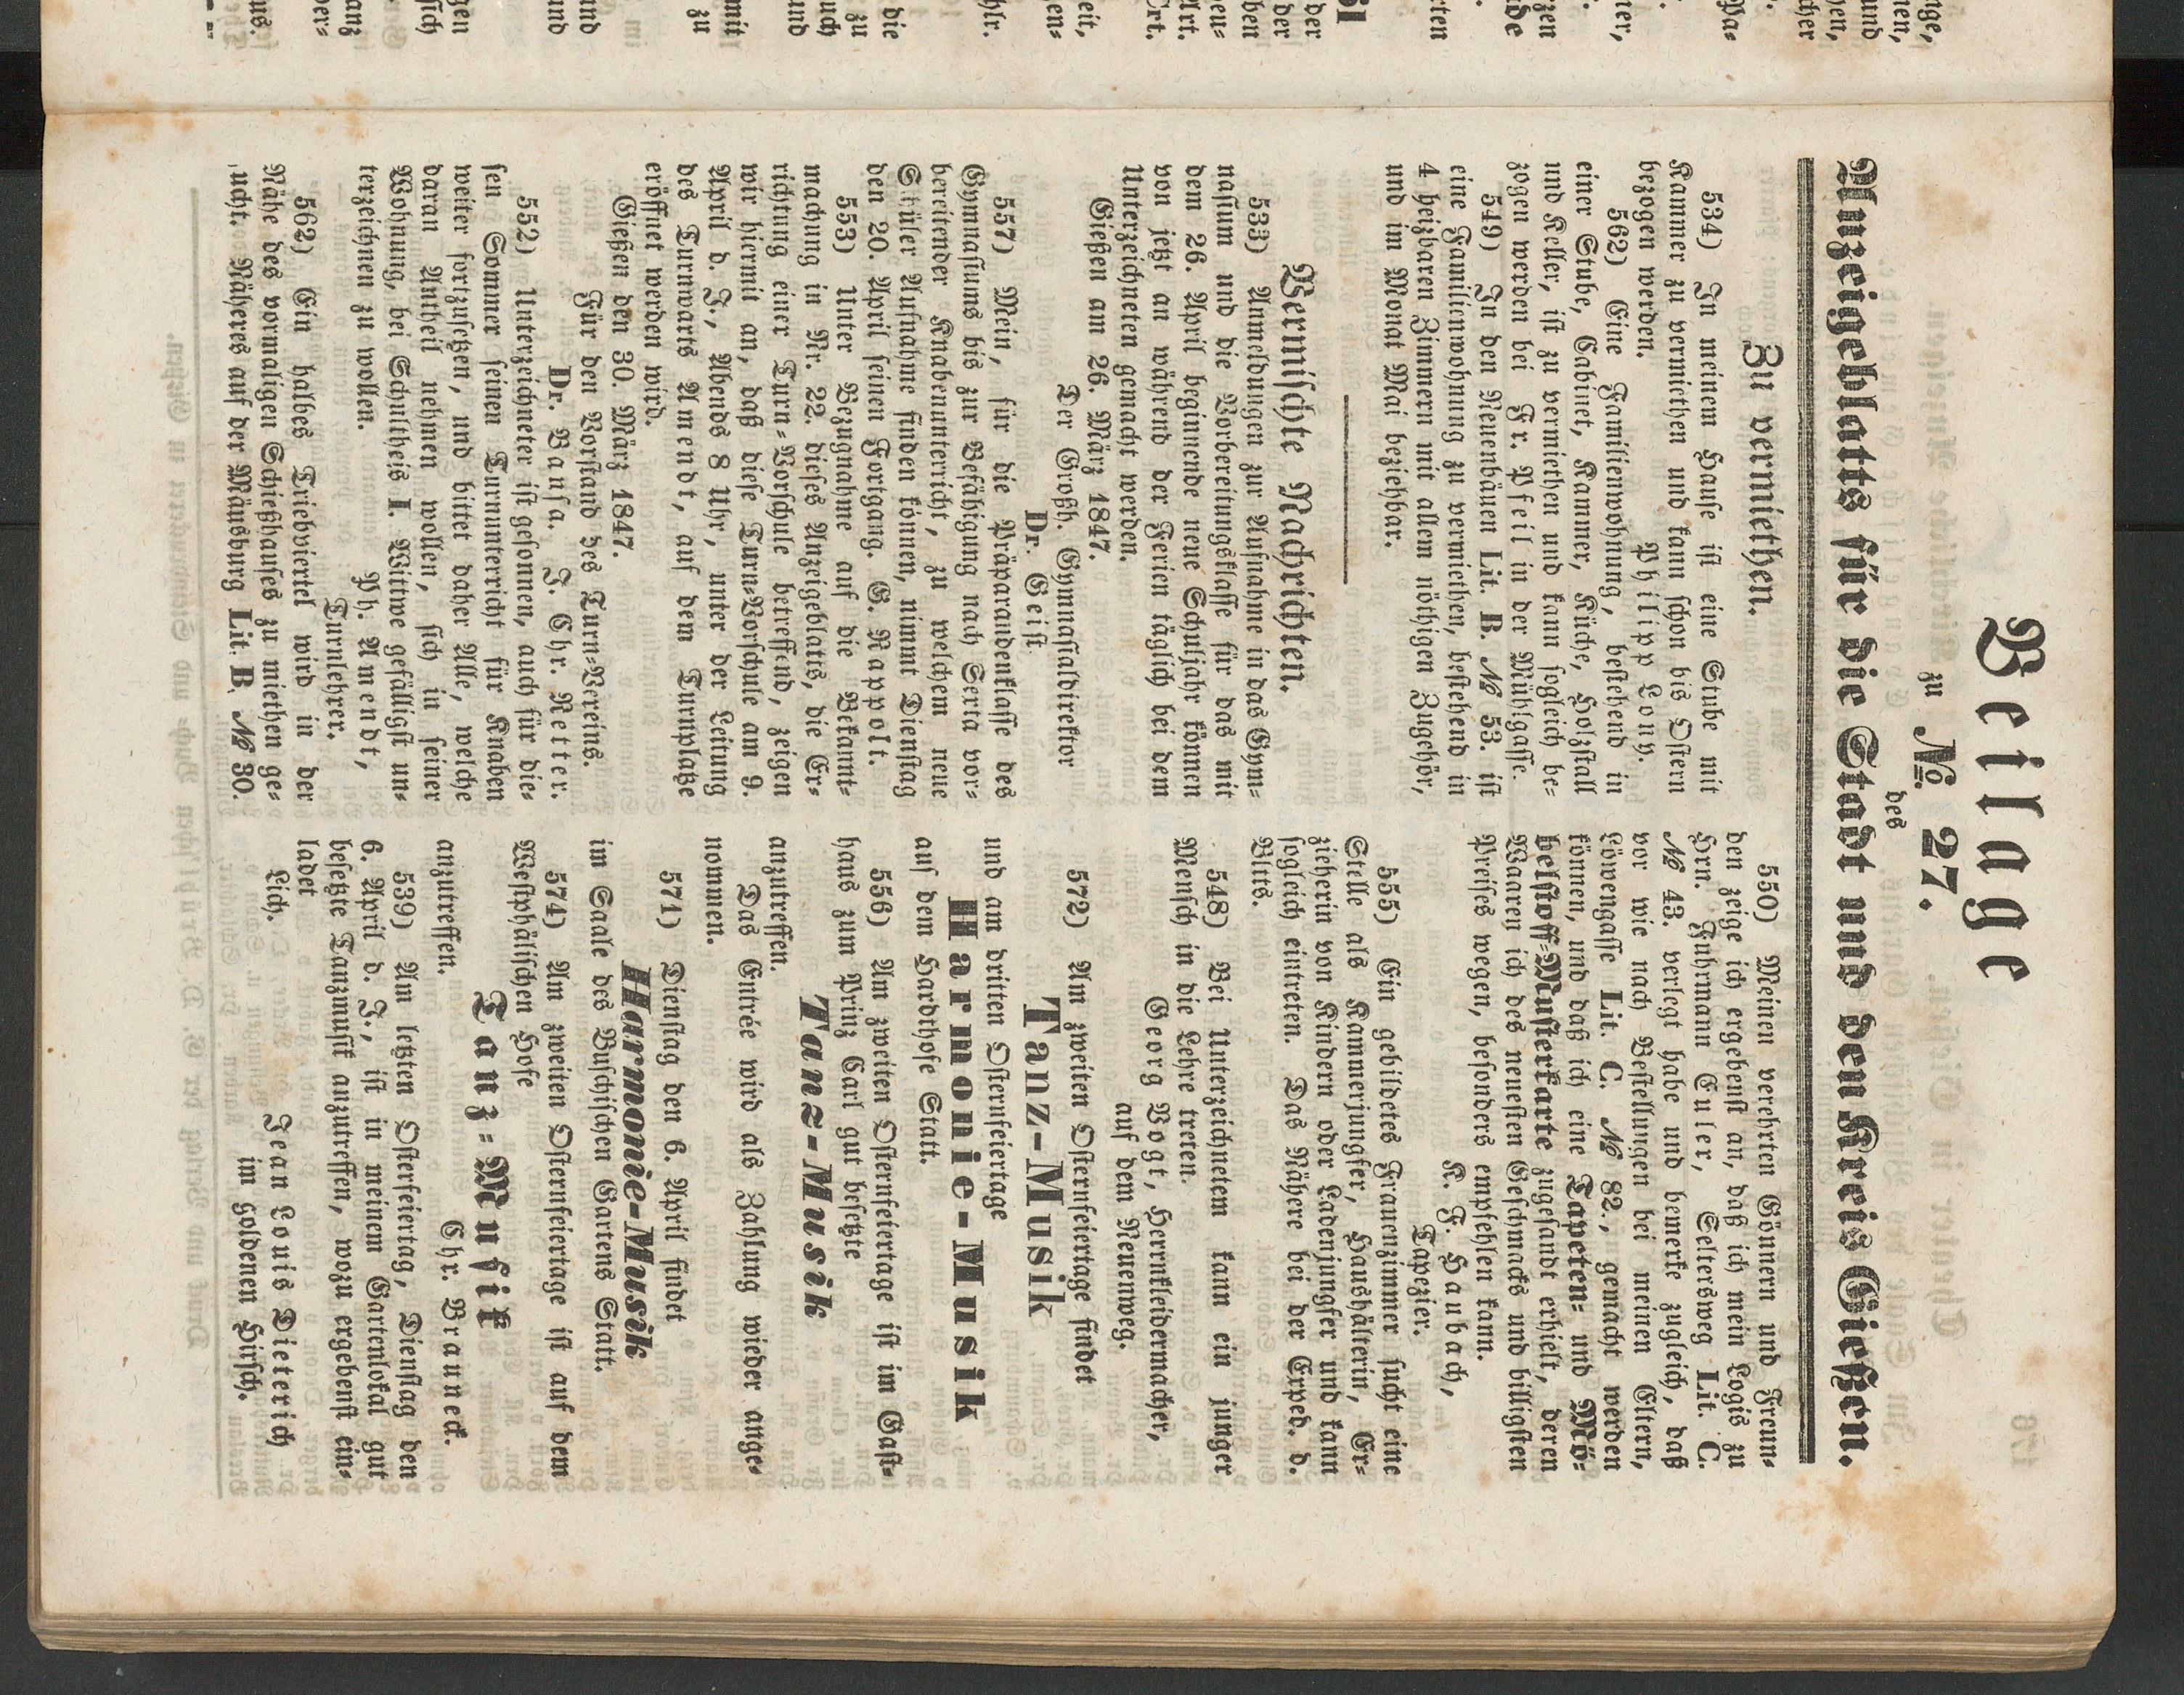 Beilage
zu №. 27.
des
Anzeigeblatts für die Stadt und den Kreis Gießen.
Zu vermiethen.
534) In meinem Hause ist eine Stube mit
Kammer zu vermiethen und kann schon bis Ostern
bezogen werden.
Philipp Lony.
562) Eine Familienwohnung, bestehend in
einer Stube, Cabinet, Kammer, Küche, Holzstall
und Keller, ist zu vermiethen und kann sogleich be-
zogen werden bei Fr. Pfeil in der Mühlgasse.
549) In den Neuenbäuen Lit. B. № 53. ist
eine Familienwohnung zu vermiethen, bestehend in
4 heizbaren Zimmern mit allem nöthigen Zugehör,
und im Monat Mai beziehbar.
Vermischte Nachrichten.
533) Anmeldungen zur Aufnahme in das Gym-
nasium und die Vorbereitungsklasse für das mit
dem 26. April beginnende neue Schuljahr können
von jetzt an während der Ferien täglich bei dem
Unterzeichneten gemacht werden.
Gießen am 26. März 1847.
Der Großh. Gymnasialdirektor
Dr. Geist
557) Mein, für die Präparandenklasse des
Gymnasiums bis zur Befähigung nach Sexta vor-
bereitender Knabenunterricht, zu welchem neue
Schüler Aufnahme finden können, nimmt Dienstag
den 20. April seinen Fortgang. G. Rappolt.
553) Unter Bezugnahme auf die Bekannt-
machung in Nr. 22. dieses Anzeigeblatts, die Er-
richtung einer Turn-Vorschule betreffend, zeigen
wir hiermit an, daß diese Turn-Vorschule am 9.
April d. J., Abends 8 Uhr, unter der Leitung
des Turnwarts Amendt, auf dem Turnplatze
eröffnet werden wird.
Gießen den 30. März 1847.
Für den Vorstand des Turn-Vereins.
Dr. Bansa. J. Chr. Netter.
552) Unterzeichneter ist gesonnen, auch für die-
sen Sommer seinen Turnunterricht für Knaben
weiter fortzusetzen, und bittet daher Alle, welche
daran Antheil nehmen wollen, sich in seiner
Wohnung, bei Schultheis I. Wittwe gefälligst un-
terzeichnen zu wollen.
Ph. Amendt,
Turnlehrer.
562) Ein halbes Triebviertel wird in der
Nähe des vormaligen Schießhauses zu miethen ge-
sucht. Näheres auf der Mäusburg Lit. B. № 30.
550) Meinen verehrten Gönnern und Freun-
den zeige ich ergebenst an, daß ich mein Logis zu
Hrn. Fuhrmann Euler, Selterswег Lit. C.
№ 43. verlegt habe und bemerke zugleich, daß
vor wie nach Bestellungen bei meinen Eltern,
Löwengasse Lit. C. № 82., gemacht werden
können, und daß ich eine Tapeten- und Mö-
belstoff-Musterkarte zugesandt erhielt, deren
Waaren ich des neuesten Geschmacks und billigsten
Preises wegen, besonders empfehlen kann.
K. F. Haubach,
Tapezier.
555) Ein gebildetes Frauenzimmer sucht eine
Stelle als Kammerjungfer, Haushälterin, Er-
zieherin von Kindern oder Ladenjungfer und kann
sogleich eintreten. Das Nähere bei der Exped. d.
Bltts.
548) Bei Unterzeichnetem kann ein junger
Mensch in die Lehre treten.
Georg Vogt, Herrnkleidermacher,
auf dem Neuenweg.
572) Am zweiten Osternfeiertage findet
Tanz-Musik
und am dritten Osternfeiertage
Harmonie-Musik
auf dem Hardthofe Statt.
556) Am zweiten Osternfeiertage ist im Gast-
haus zum Prinz Carl gut besetzte
Tanz-Musik
anzutreffen.
Das Entrée wird als Zahlung wieder ange-
nommen.
571) Dienstag den 6. April findet
Harmonie-Musik
im Saale des Buschischen Gartens Statt.
574) Am zweiten Osternfeiertage ist auf dem
Westphälischen Hofe
Tanz-Musik
anzutreffen. Chr. Brauneck.
539) Am letzten Osterfeiertag, Dienstag den
6. April d. J., ist in meinem Gartenlokal gut
besetzte Tanzmusik anzutreffen, wozu ergebenst ein-
ladet
Lich. Jean Louis Dieterich
im goldenen Hirsch.